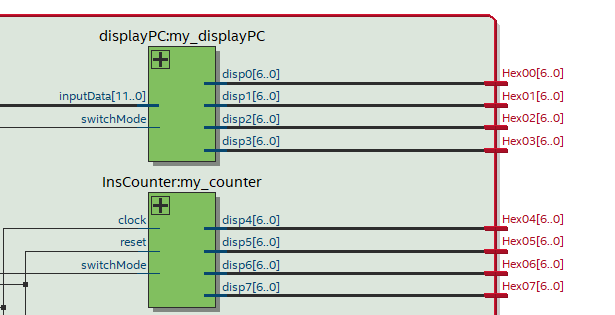 displayPC:my_displayPC
disp0[6..0] Hex00[6..0]
inputData[11..0] disp1[6..0] Hex01[6..0]
switchMode disp2[6..0] Hex02[6..0]
disp3[6..0] Hex03[6..0]
InsCounter:my_counter
clock disp4[6..0] Hex04[6..0]
reset disp5[6..0] Hex05[6..0]
switchMode disp6[6..0] Hex06[6..0]
disp7[6..0] Hex07[6..0]